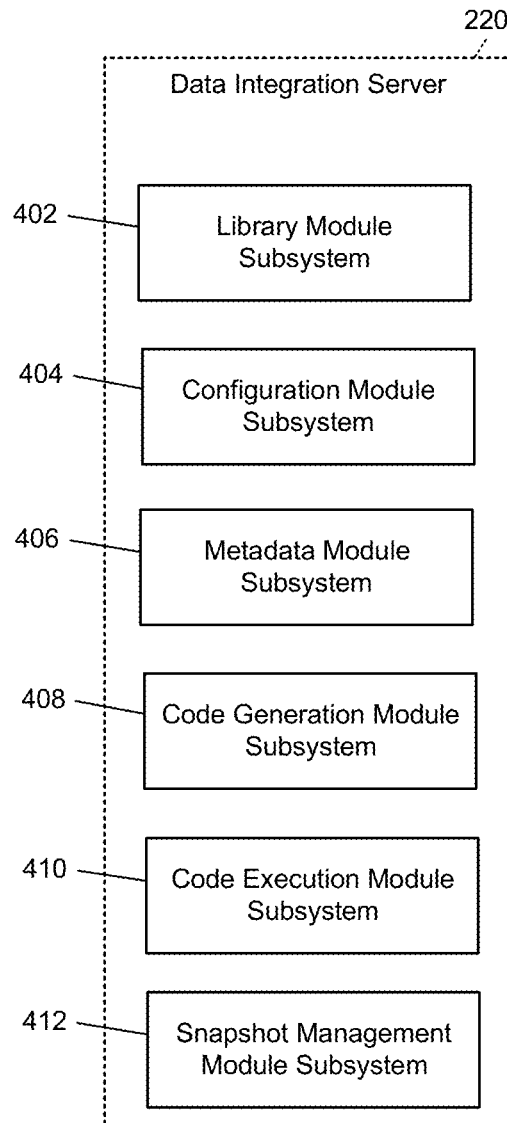 220
Data Integration Server
402
Library Module
Subsystem
404
Configuration Module
Subsystem
406
Metadata Module
Subsystem
408
Code Generation Module
Subsystem
410
Code Execution Module
Subsystem
412
Snapshot Management
Module Subsystem